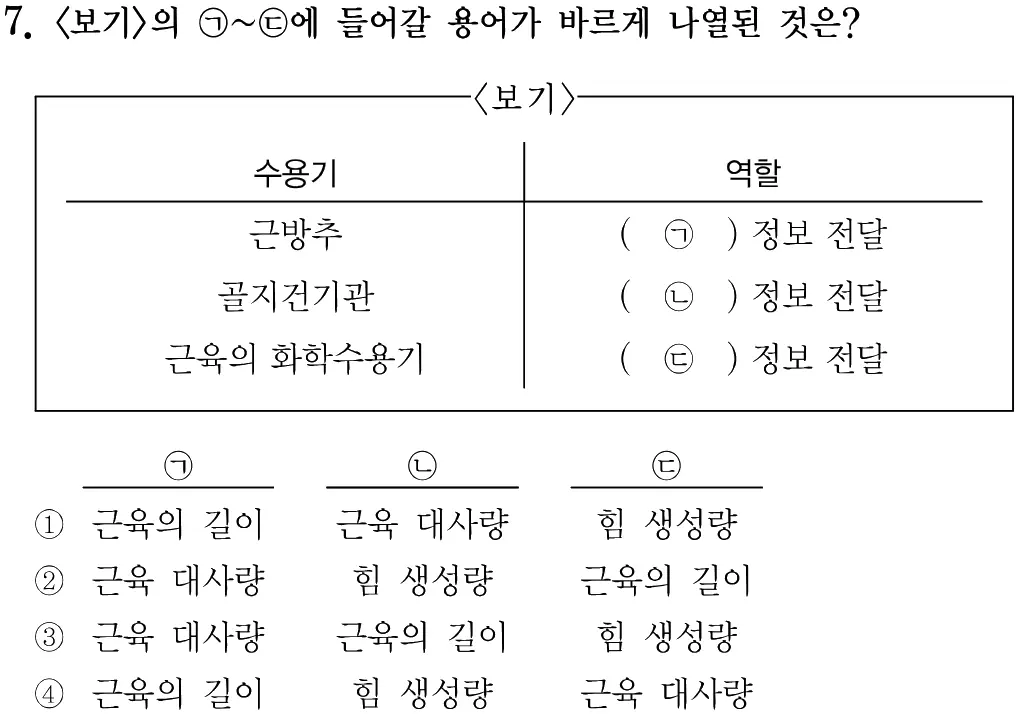 7. 〈보기〉의 ㉠~㉢에 들어갈 용어가 바르게 나열된 것은?
〈보기〉
수용기 역할
근방추 ( ㉠ ) 정보 전달
골지건기관 ( ㉡ ) 정보 전달
근육의 화학수용기 ( ㉢ ) 정보 전달
㉠ ㉡ ㉢
① 근육의 길이 근육 대사량 힘 생성량
② 근육 대사량 힘 생성량 근육의 길이
③ 근육 대사량 근육의 길이 힘 생성량
④ 근육의 길이 힘 생성량 근육 대사량